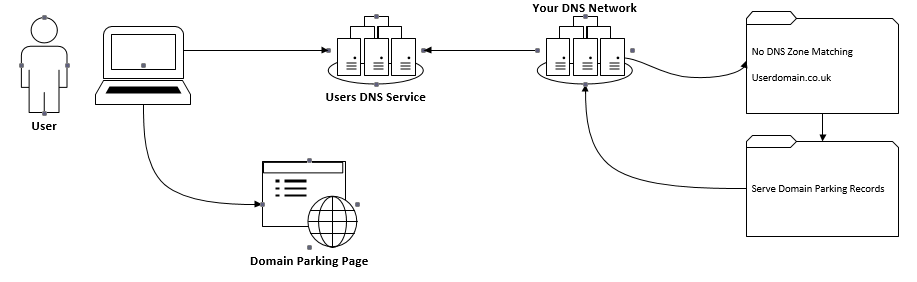 Your DNS Network
No DNS Zone Matching
Userdomain.co.uk
Users DNS Service
User
Serve Domain Parking Records
Domain Parking Page